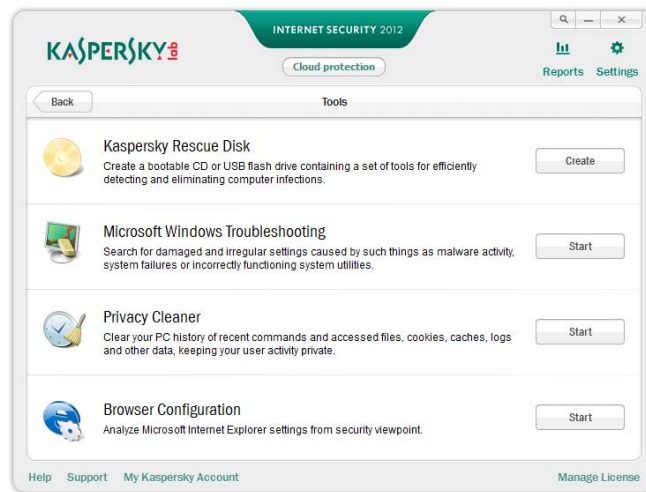 INTERNET SECURITY 2012
KASPERSKY lab
Cloud protection
Reports Settings
Back
Tools
Kaspersky Rescue Disk
Create a bootable CD or USB flash drive containing a set of tools for efficiently
detecting and eliminating computer infections.
Create
Microsoft Windows Troubleshooting
Search for damaged and irregular settings caused by such things as malware activity,
system failures or incorrectly functioning system utilities.
Start
Privacy Cleaner
Clear your PC history of recent commands and accessed files, cookies, caches, logs
and other data, keeping your user activity private.
Start
Browser Configuration
Analyze Microsoft Internet Explorer settings from security viewpoint.
Start
Help Support My Kaspersky Account Manage License